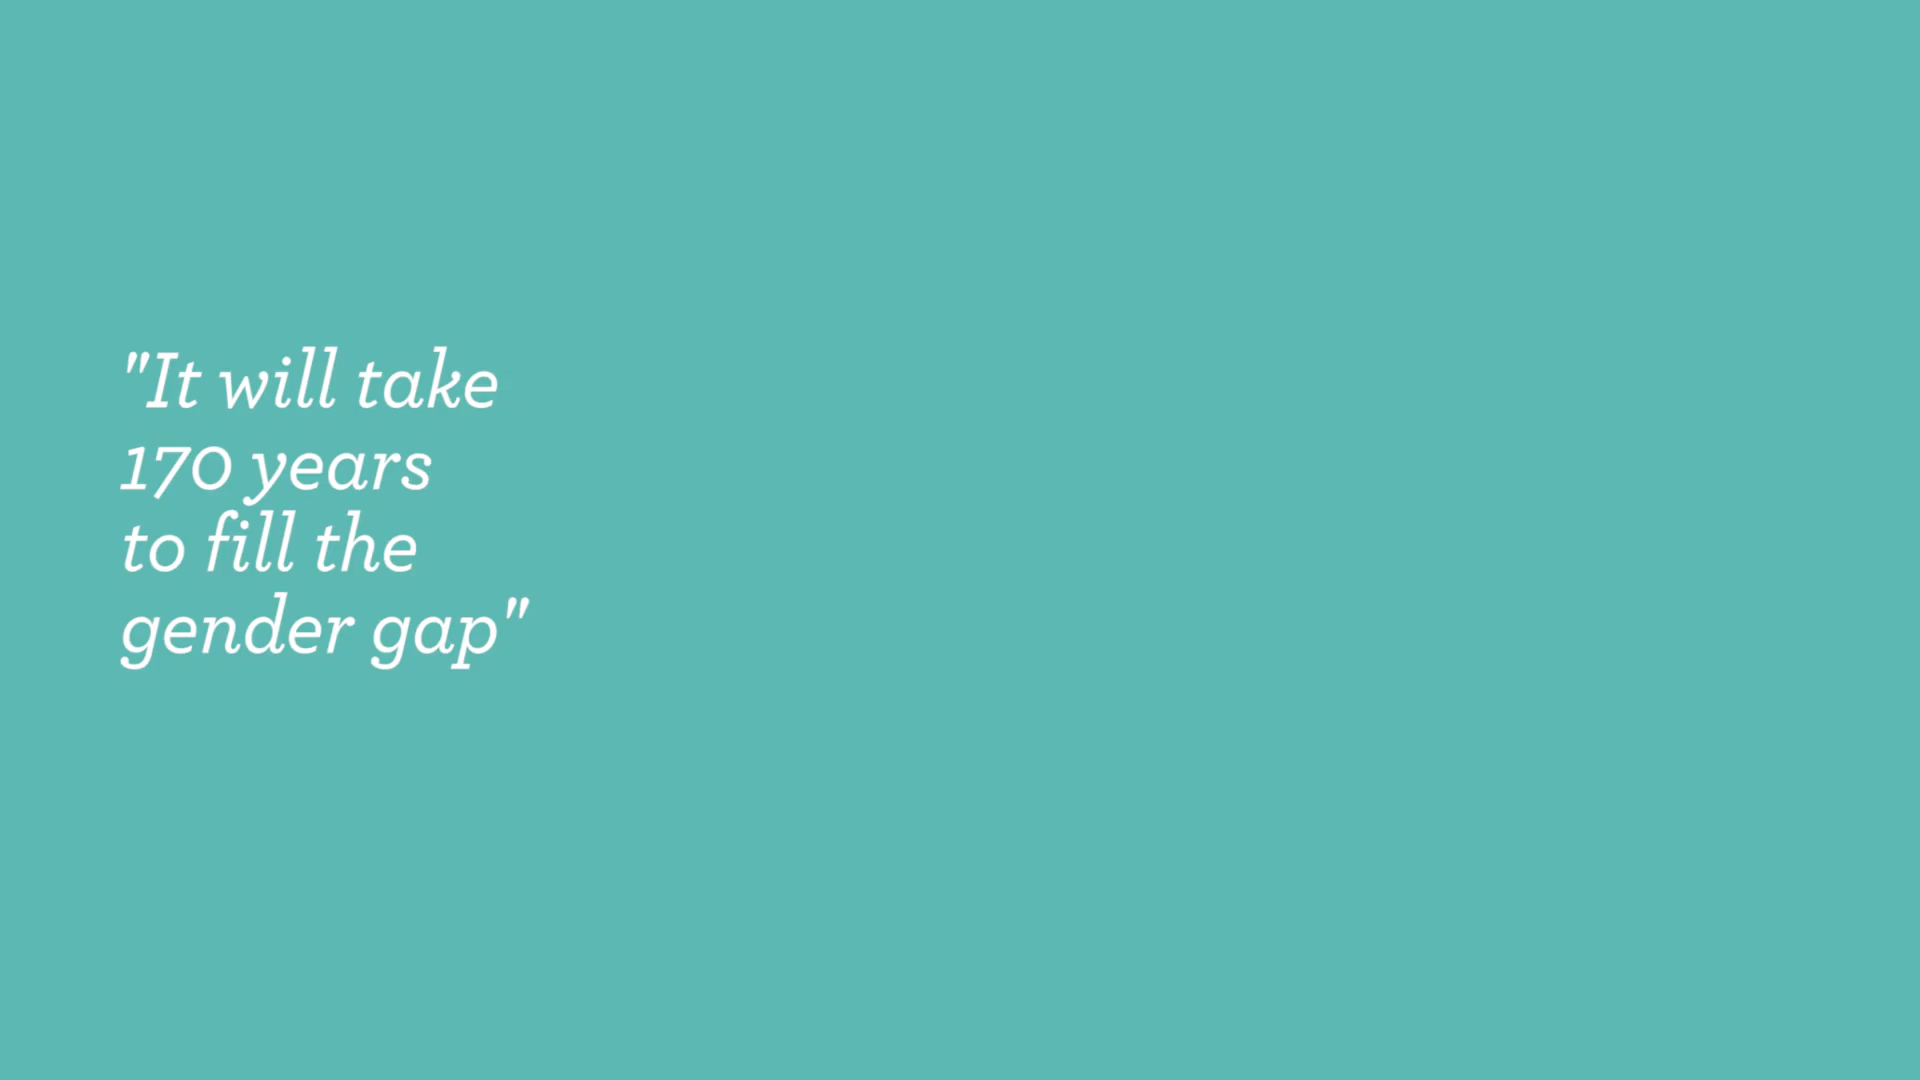 "It will take
170 years
to fill the
gender gap"